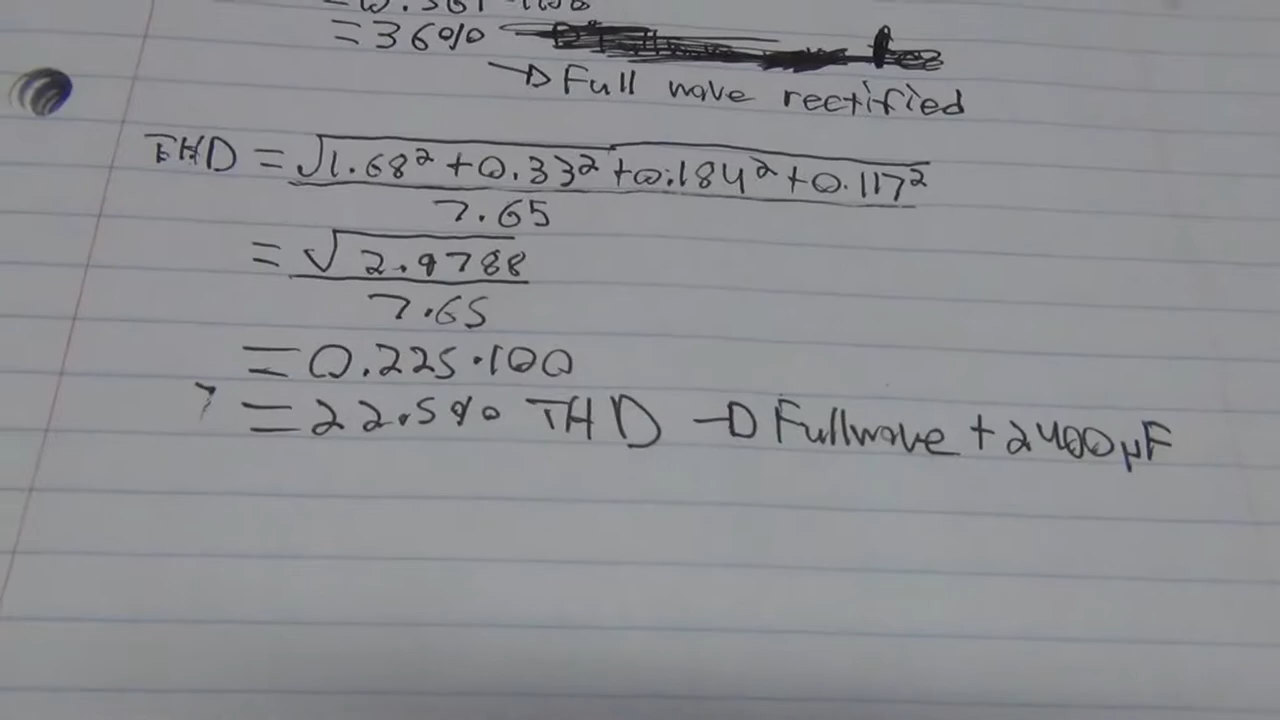 = 36%
→ Full wave rectified
THD = √1.68² + 0.33² + 0.184² + 0.117²
7.65
= √2.9788
7.65
= 0.225 · 100
= 22.5% THD → Fullwave + 2400µF